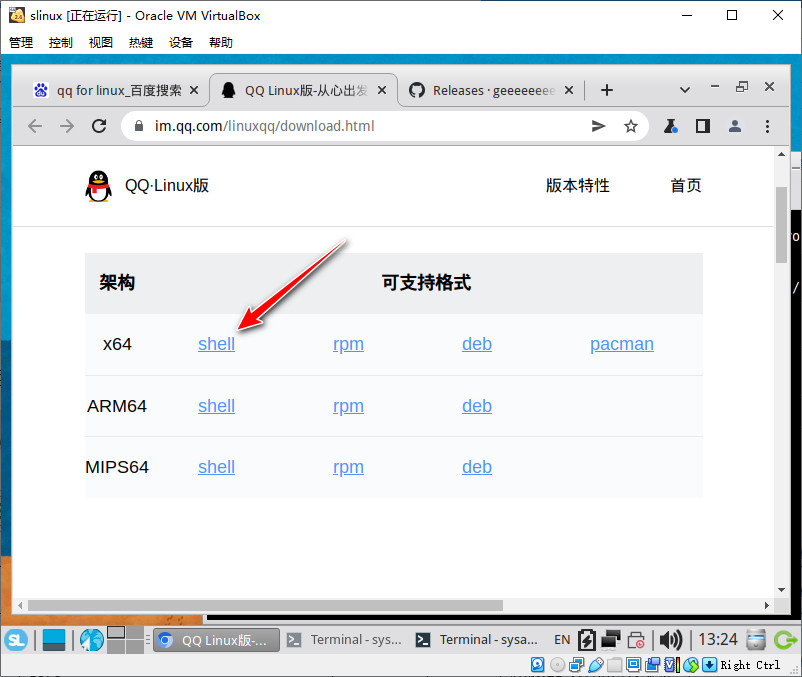 slinux [正在运行] - Oracle VM VirtualBox
管理 控制 视图 热键 设备 帮助
qq for linux_百度搜索 QQ Linux版-从心出发 Releases · geeeeeeee
im.qq.com/linuxqq/download.html
QQ·Linux版 版本特性 首页
架构 可支持格式
x64 shell rpm deb pacman
ARM64 shell rpm deb
MIPS64 shell rpm deb
SL QQ Linux版-... Terminal - sys... Terminal - sysa... EN 13:24
Right Ctrl